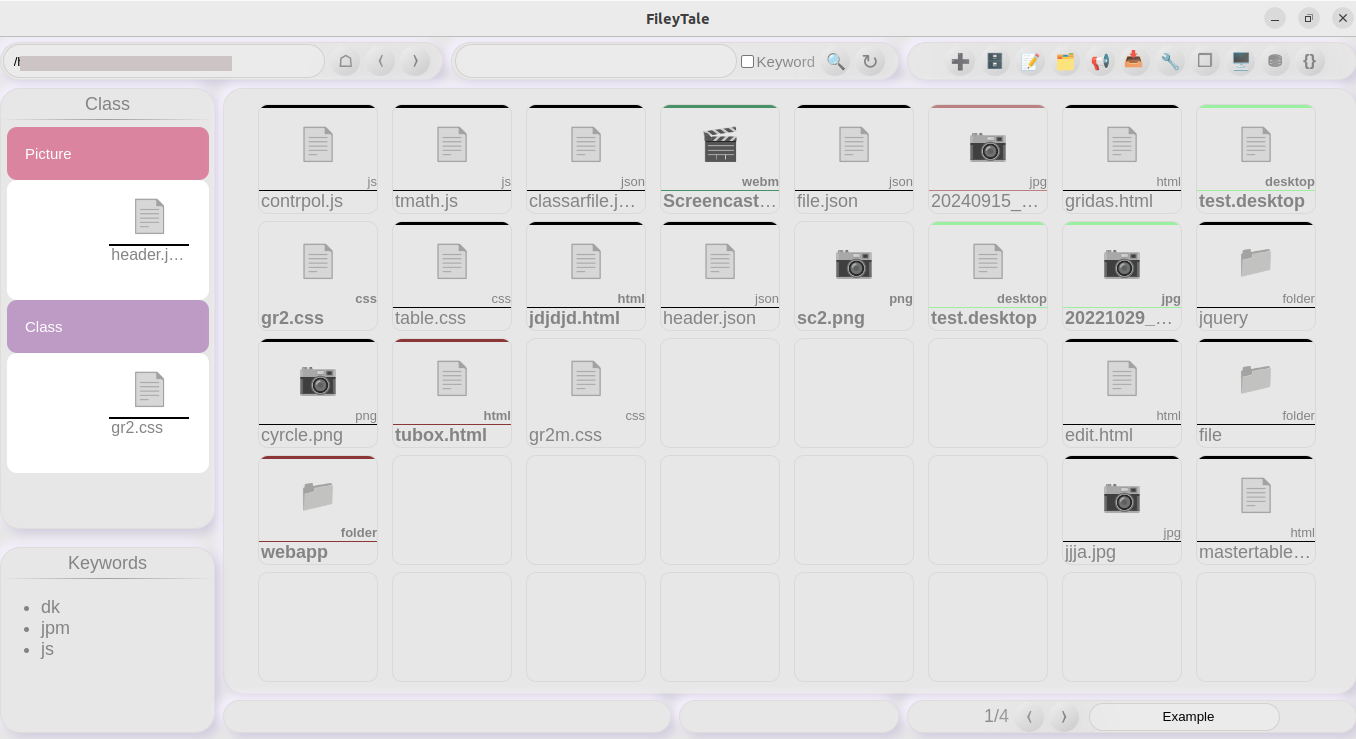 FileyTale
Keyword
{}
Class
Picture
header.j…
Class
gr2.css
Keywords
dk
jpm
js
js
contrpol.js
js
tmath.js
json
classarfile.j…
webm
Screencast…
json
file.json
jpg
20240915_…
html
gridas.html
desktop
test.desktop
css
gr2.css
css
table.css
html
jdjdjd.html
json
header.json
png
sc2.png
desktop
test.desktop
jpg
20221029_…
folder
jquery
png
cyrcle.png
html
tubox.html
css
gr2m.css
html
edit.html
folder
file
folder
webapp
jpg
jjja.jpg
html
mastertable…
1/4
Example